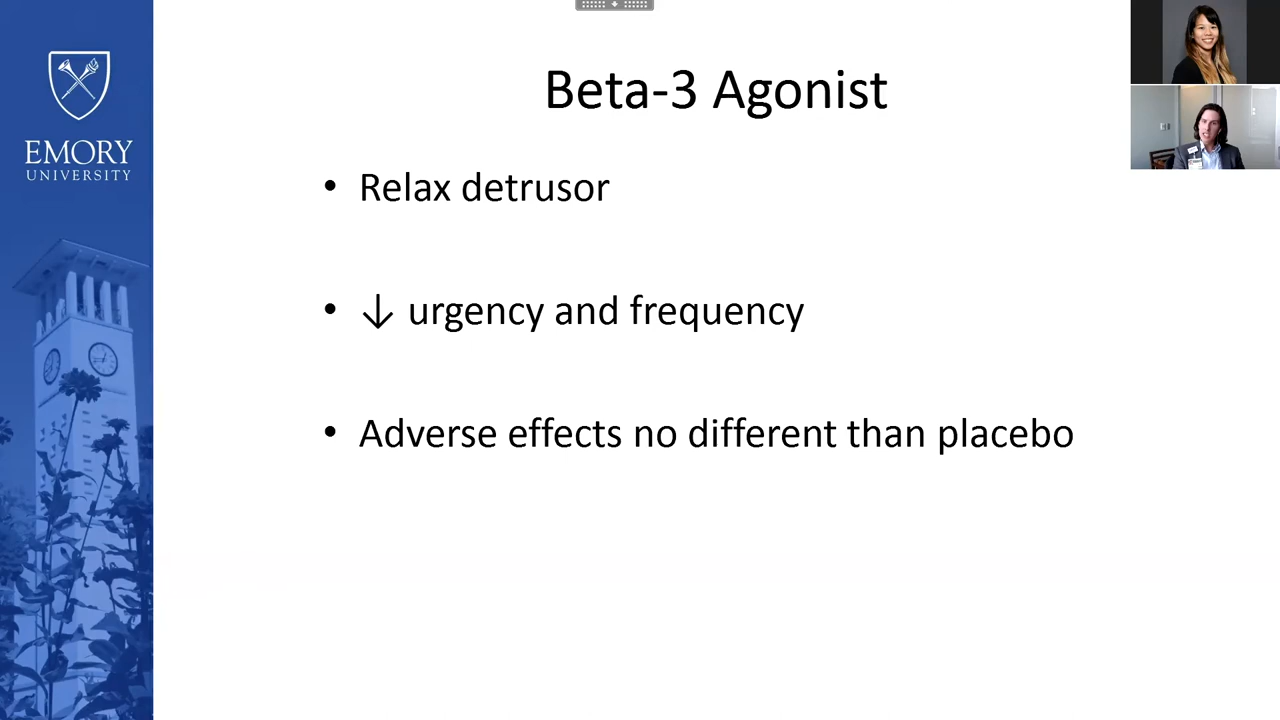 EMORY
UNIVERSITY
Beta-3 Agonist
• Relax detrusor
• ↓ urgency and frequency
• Adverse effects no different than placebo